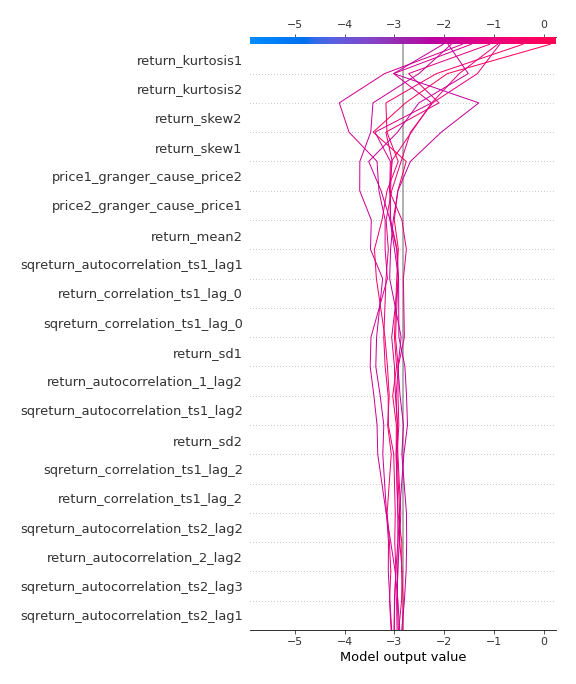 −5 −4 −3 −2 −1 0
return_kurtosis1
return_kurtosis2
return_skew2
return_skew1
price1_granger_cause_price2
price2_granger_cause_price1
return_mean2
sqreturn_autocorrelation_ts1_lag1
return_correlation_ts1_lag_0
sqreturn_correlation_ts1_lag_0
return_sd1
return_autocorrelation_1_lag2
sqreturn_autocorrelation_ts1_lag2
return_sd2
sqreturn_correlation_ts1_lag_2
return_correlation_ts1_lag_2
sqreturn_autocorrelation_ts2_lag2
return_autocorrelation_2_lag2
sqreturn_autocorrelation_ts2_lag3
sqreturn_autocorrelation_ts2_lag1
−5 −4 −3 −2 −1 0
Model output value